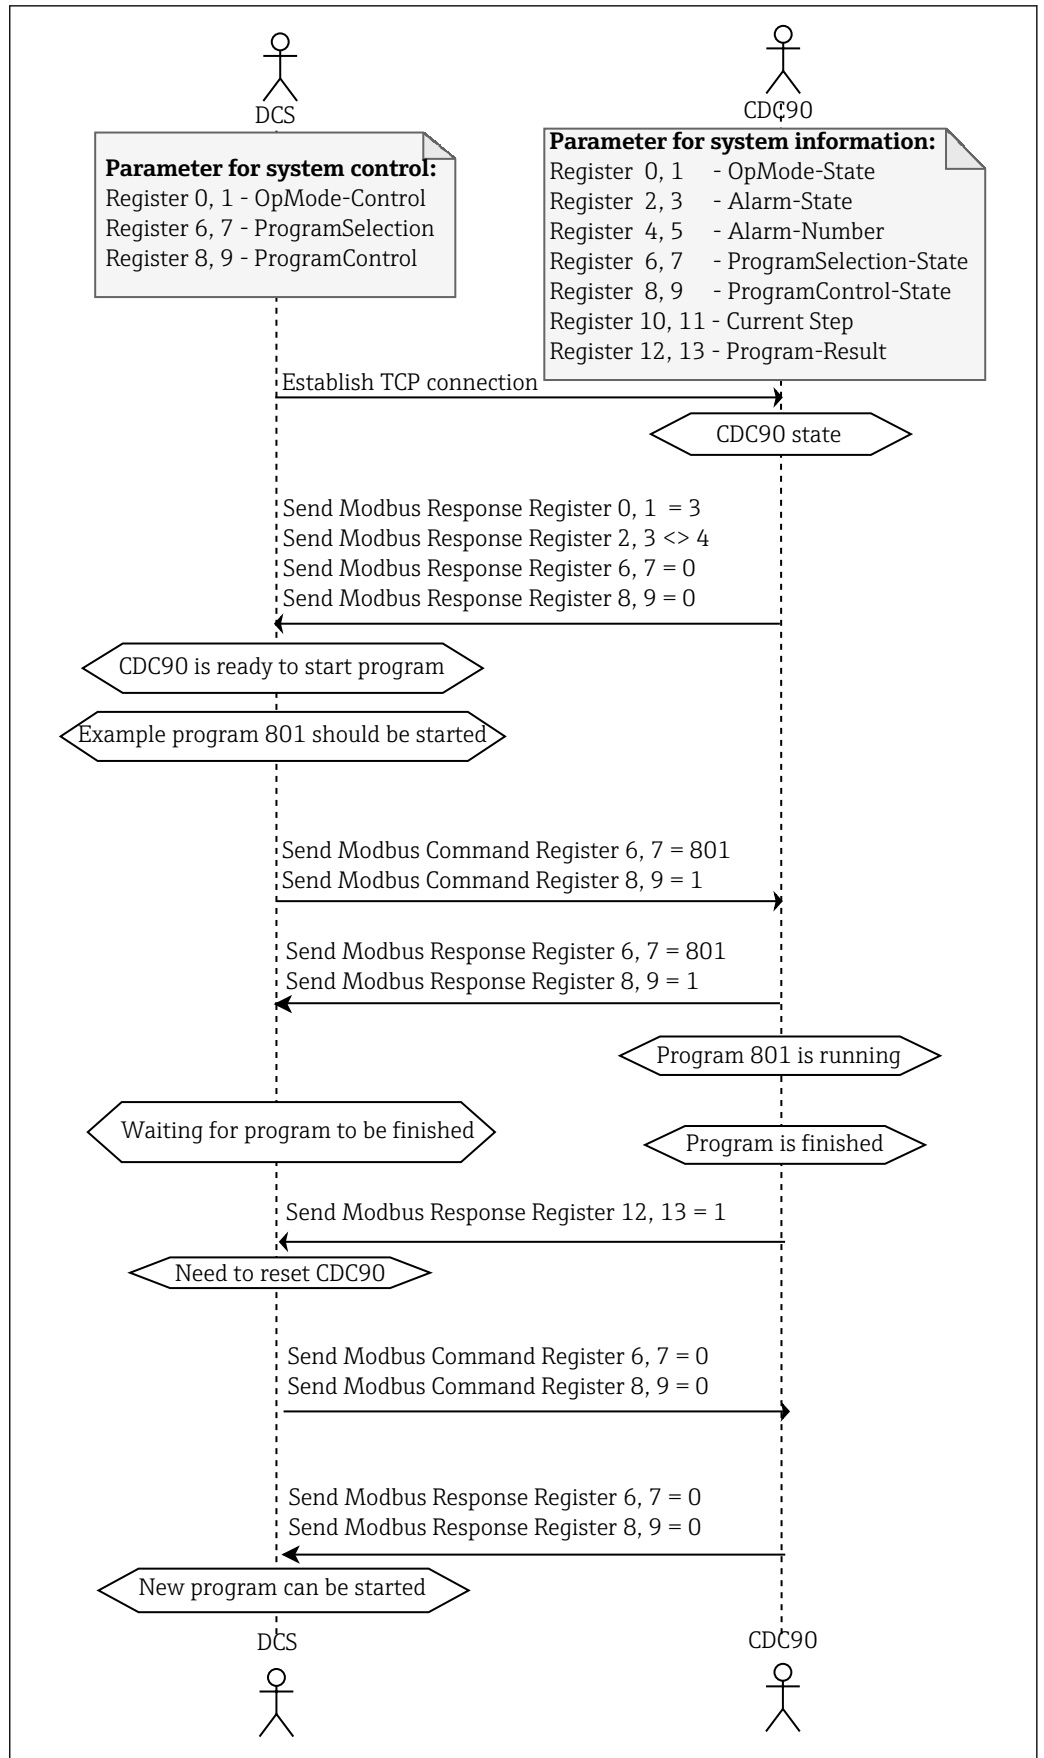 DCS
CDC90
Parameter for system control:
Register 0, 1 - OpMode-Control
Register 6, 7 - ProgramSelection
Register 8, 9 - ProgramControl
Parameter for system information:
Register 0, 1 - OpMode-State
Register 2, 3 - Alarm-State
Register 4, 5 - Alarm-Number
Register 6, 7 - ProgramSelection-State
Register 8, 9 - ProgramControl-State
Register 10, 11 - Current Step
Register 12, 13 - Program-Result
Establish TCP connection
CDC90 state
Send Modbus Response Register 0, 1 = 3
Send Modbus Response Register 2, 3 <> 4
Send Modbus Response Register 6, 7 = 0
Send Modbus Response Register 8, 9 = 0
CDC90 is ready to start program
Example program 801 should be started
Send Modbus Command Register 6, 7 = 801
Send Modbus Command Register 8, 9 = 1
Send Modbus Response Register 6, 7 = 801
Send Modbus Response Register 8, 9 = 1
Program 801 is running
Waiting for program to be finished
Program is finished
Send Modbus Response Register 12, 13 = 1
Need to reset CDC90
Send Modbus Command Register 6, 7 = 0
Send Modbus Command Register 8, 9 = 0
Send Modbus Response Register 6, 7 = 0
Send Modbus Response Register 8, 9 = 0
New program can be started
DCS
CDC90